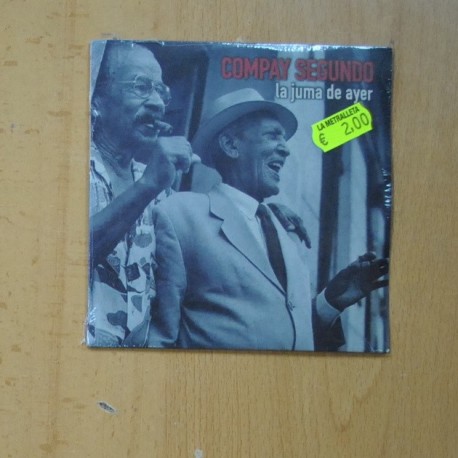 COMPAY SEGUNDO
la juma de ayer
LA METRALLETA
€ 2,00